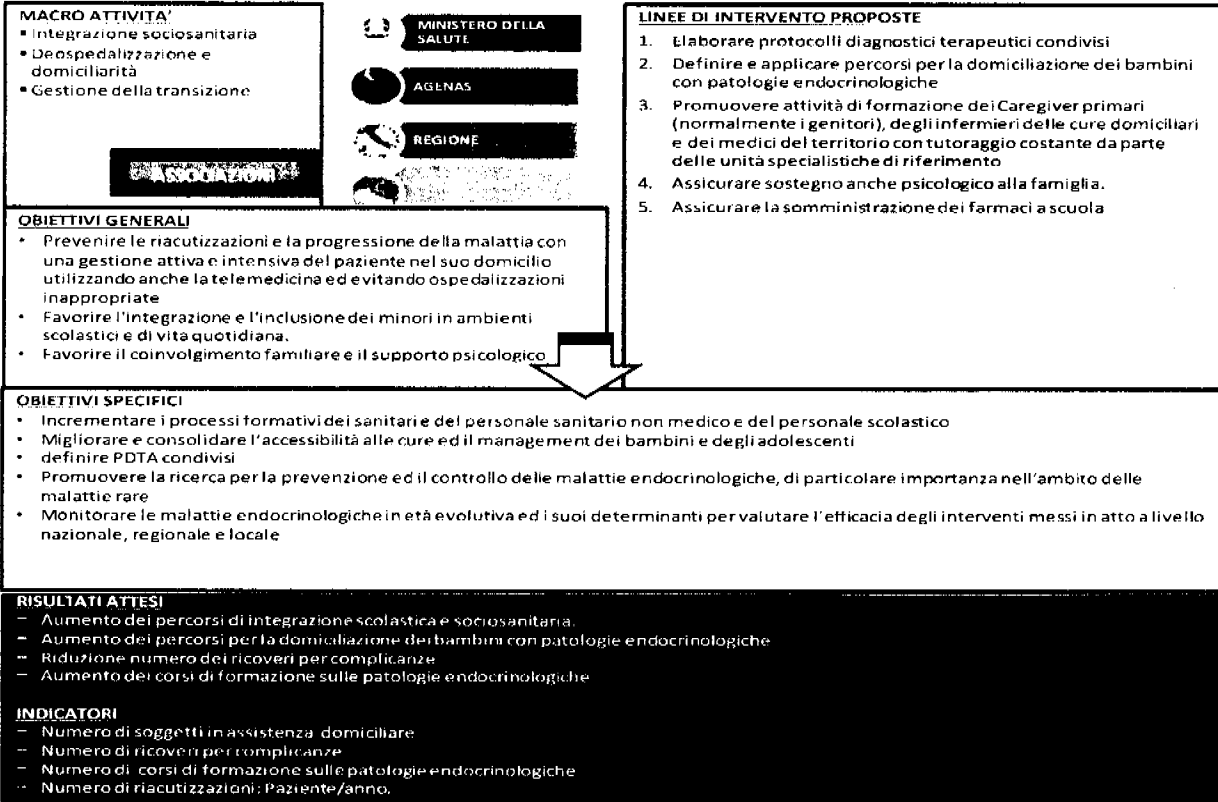 MACRO ATTIVITA'
▪ Integrazione sociosanitaria
▪ Deospedalizzazione e
domiciliarità
▪ Gestione della transizione
ASSOCIAZIONI
MINISTERO DELLA
SALUTE
AGENAS
REGIONE
LINEE DI INTERVENTO PROPOSTE
1. Elaborare protocolli diagnostici terapeutici condivisi
2. Definire e applicare percorsi per la domiciliazione dei bambini
con patologie endocrinologiche
3. Promuovere attività di formazione dei Caregiver primari
(normalmente i genitori), degli infermieri delle cure domiciliari
e dei medici del territorio con tutoraggio costante da parte
delle unità specialistiche di riferimento
4. Assicurare sostegno anche psicologico alla famiglia.
5. Assicurare la somministrazione dei farmaci a scuola
OBIETTIVI GENERALI
• Prevenire le riacutizzazioni e la progressione della malattia con
una gestione attiva e intensiva del paziente nel suo domicilio
utilizzando anche la telemedicina ed evitando ospedalizzazioni
inappropriate
• Favorire l'integrazione e l'inclusione dei minori in ambienti
scolastici e di vita quotidiana.
• Favorire il coinvolgimento familiare e il supporto psicologico
OBIETTIVI SPECIFICI
• Incrementare i processi formativi dei sanitari e del personale sanitario non medico e del personale scolastico
• Migliorare e consolidare l'accessibilità alle cure ed il management dei bambini e degli adolescenti
• definire PDTA condivisi
• Promuovere la ricerca per la prevenzione ed il controllo delle malattie endocrinologiche, di particolare importanza nell'ambito delle
malattie rare
• Monitorare le malattie endocrinologiche in età evolutiva ed i suoi determinanti per valutare l'efficacia degli interventi messi in atto a livello
nazionale, regionale e locale
RISULTATI ATTESI
– Aumento dei percorsi di integrazione scolastica e sociosanitaria.
– Aumento dei percorsi per la domiciliazione dei bambini con patologie endocrinologiche
– Riduzione numero dei ricoveri per complicanze
– Aumento dei corsi di formazione sulle patologie endocrinologiche
INDICATORI
– Numero di soggetti in assistenza domiciliare
– Numero di ricoveri per complicanze
– Numero di corsi di formazione sulle patologie endocrinologiche
– Numero di riacutizzazioni: Paziente/anno.